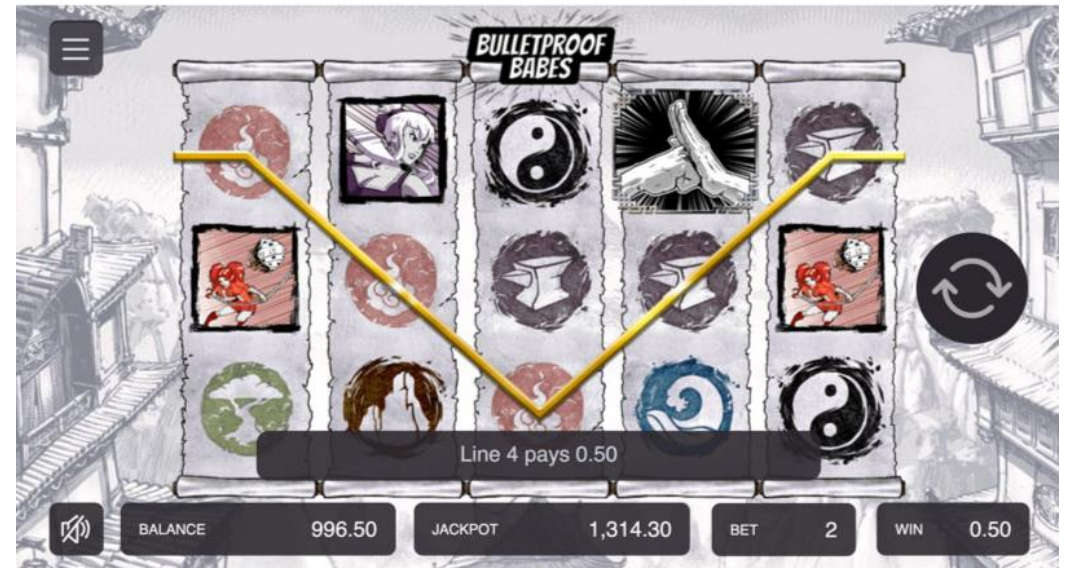 BULLETPROOF
BABES
Line 4 pays 0.50
BALANCE 996.50 JACKPOT 1,314.30 BET 2 WIN 0.50